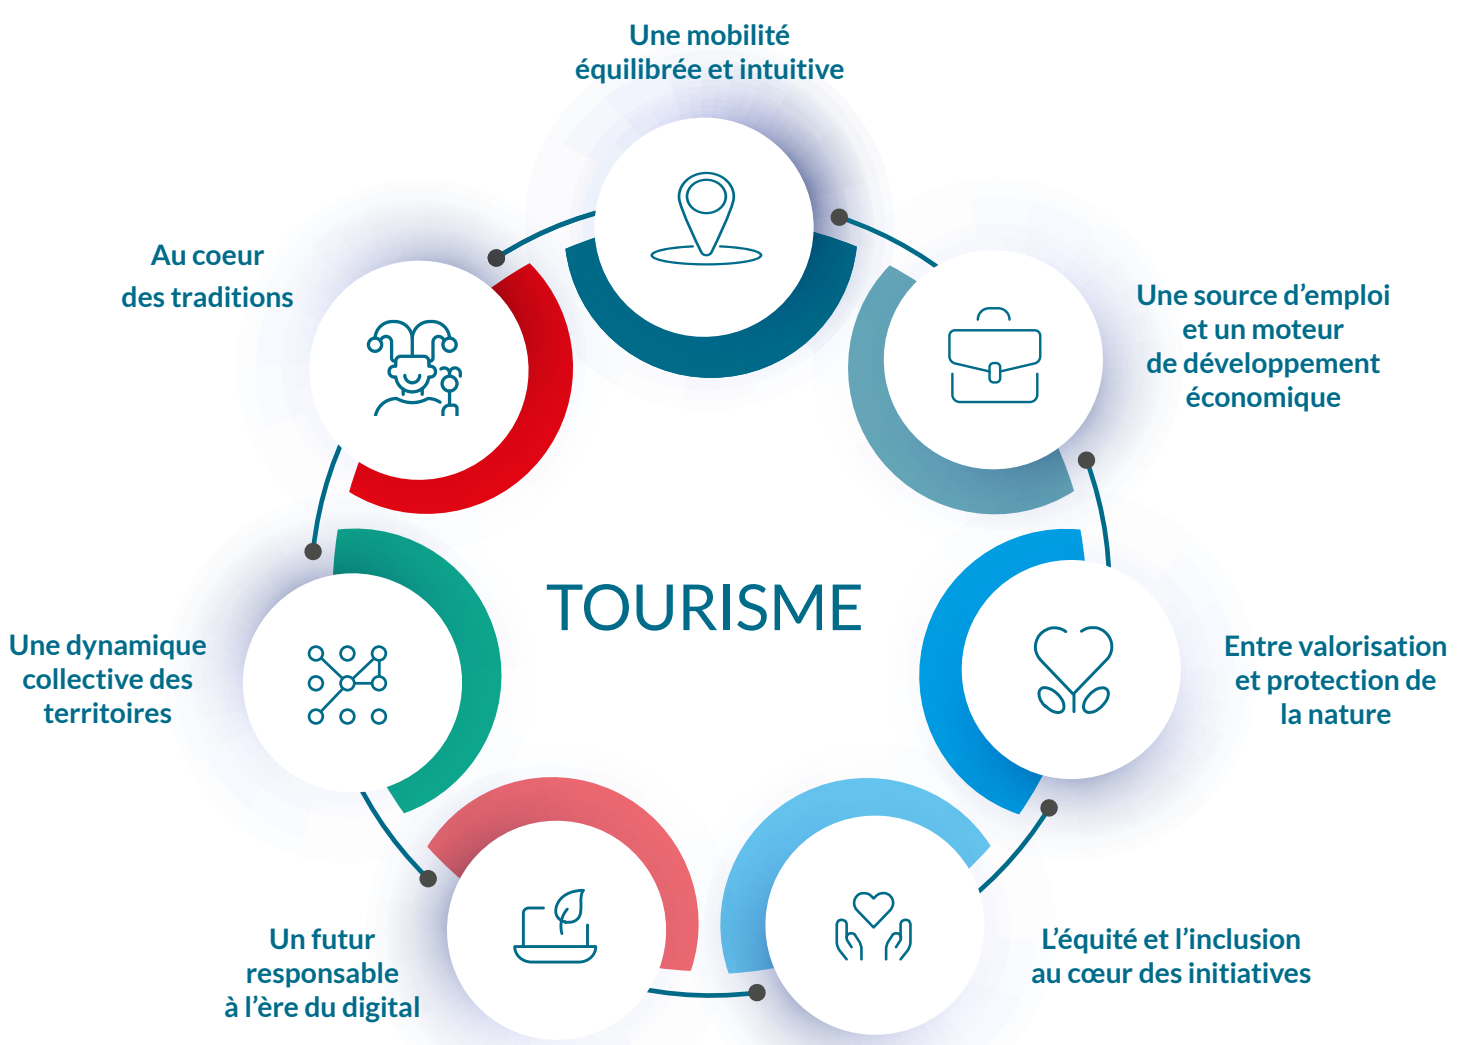 Une mobilité
équilibrée et intuitive
Au coeur
des traditions
Une source d’emploi
et un moteur
de développement
économique
TOURISME
Une dynamique
collective des
territoires
Entre valorisation
et protection de
la nature
Un futur
responsable
à l’ère du digital
L’équité et l’inclusion
au cœur des initiatives